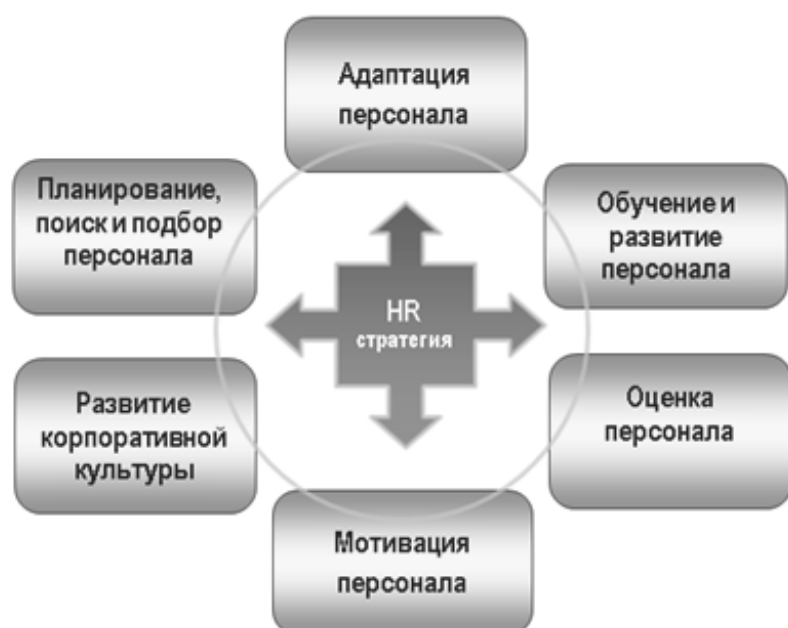 Адаптация
персонала
Планирование,
поиск и подбор
персонала
Обучение и
развитие
персонала
HR
стратегия
Развитие
корпоративной
культуры
Оценка
персонала
Мотивация
персонала